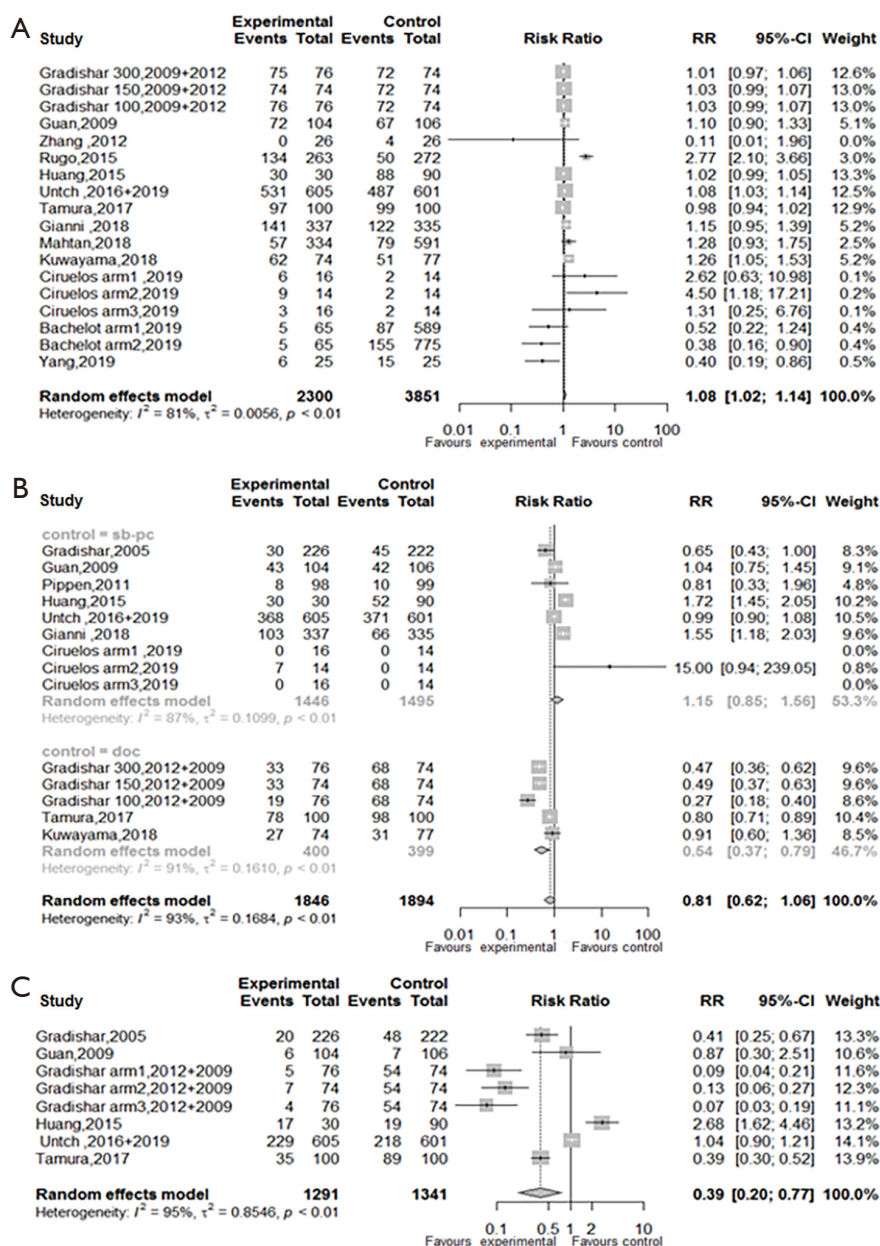 A
Experimental Control
Study Events Total Events Total Risk Ratio RR 95%-CI Weight
Gradishar 300,2009+2012 75 76 72 74 1.01 [0.97; 1.06] 12.6%
Gradishar 150,2009+2012 74 74 72 74 1.03 [0.99; 1.07] 13.0%
Gradishar 100,2009+2012 76 76 72 74 1.03 [0.99; 1.07] 13.0%
Guan,2009 72 104 67 106 1.10 [0.90; 1.33] 5.1%
Zhang ,2012 0 26 4 26 0.11 [0.01; 1.96] 0.0%
Rugo,2015 134 263 50 272 2.77 [2.10; 3.66] 3.0%
Huang,2015 30 30 88 90 1.02 [0.99; 1.05] 13.3%
Untch ,2016+2019 531 605 487 601 1.08 [1.03; 1.14] 12.5%
Tamura,2017 97 100 99 100 0.98 [0.94; 1.02] 12.9%
Gianni ,2018 141 337 122 335 1.15 [0.95; 1.39] 5.2%
Mahtan,2018 57 334 79 591 1.28 [0.93; 1.75] 2.5%
Kuwayama,2018 62 74 51 77 1.26 [1.05; 1.53] 5.2%
Ciruelos arm1 ,2019 6 16 2 14 2.62 [0.63; 10.98] 0.1%
Ciruelos arm2,2019 9 14 2 14 4.50 [1.18; 17.21] 0.2%
Ciruelos arm3,2019 3 16 2 14 1.31 [0.25; 6.76] 0.1%
Bachelot arm1,2019 5 65 87 589 0.52 [0.22; 1.24] 0.4%
Bachelot arm2,2019 5 65 155 775 0.38 [0.16; 0.90] 0.4%
Yang,2019 6 25 15 25 0.40 [0.19; 0.86] 0.5%
Random effects model 2300 3851 1.08 [1.02; 1.14] 100.0%
Heterogeneity: I² = 81%, τ² = 0.0056, p < 0.01
0.01 0.1 1 10 100
Favours experimental Favours control
B
Experimental Control
Study Events Total Events Total Risk Ratio RR 95%-CI Weight
control = sb-pc
Gradishar,2005 30 226 45 222 0.65 [0.43; 1.00] 8.3%
Guan,2009 43 104 42 106 1.04 [0.75; 1.45] 9.1%
Pippen,2011 8 98 10 99 0.81 [0.33; 1.96] 4.8%
Huang,2015 30 30 52 90 1.72 [1.45; 2.05] 10.2%
Untch ,2016+2019 368 605 371 601 0.99 [0.90; 1.08] 10.5%
Gianni ,2018 103 337 66 335 1.55 [1.18; 2.03] 9.6%
Ciruelos arm1 ,2019 0 16 0 14 0.0%
Ciruelos arm2,2019 7 14 0 14 15.00 [0.94; 239.05] 0.8%
Ciruelos arm3,2019 0 16 0 14 0.0%
Random effects model 1446 1495 1.15 [0.85; 1.56] 53.3%
Heterogeneity: I² = 87%, τ² = 0.1099, p < 0.01
control = doc
Gradishar 300,2012+2009 33 76 68 74 0.47 [0.36; 0.62] 9.6%
Gradishar 150,2012+2009 33 74 68 74 0.49 [0.37; 0.63] 9.6%
Gradishar 100,2012+2009 19 76 68 74 0.27 [0.18; 0.40] 8.6%
Tamura,2017 78 100 98 100 0.80 [0.71; 0.89] 10.4%
Kuwayama,2018 27 74 31 77 0.91 [0.60; 1.36] 8.5%
Random effects model 400 399 0.54 [0.37; 0.79] 46.7%
Heterogeneity: I² = 91%, τ² = 0.1610, p < 0.01
Random effects model 1846 1894 0.81 [0.62; 1.06] 100.0%
Heterogeneity: I² = 93%, τ² = 0.1684, p < 0.01
0.01 0.1 1 10 100
Favours experimental Favours control
C
Experimental Control
Study Events Total Events Total Risk Ratio RR 95%-CI Weight
Gradishar,2005 20 226 48 222 0.41 [0.25; 0.67] 13.3%
Guan,2009 6 104 7 106 0.87 [0.30; 2.51] 10.6%
Gradishar arm1,2012+2009 5 76 54 74 0.09 [0.04; 0.21] 11.6%
Gradishar arm2,2012+2009 7 74 54 74 0.13 [0.06; 0.27] 12.3%
Gradishar arm3,2012+2009 4 76 54 74 0.07 [0.03; 0.19] 11.1%
Huang,2015 17 30 19 90 2.68 [1.62; 4.46] 13.2%
Untch ,2016+2019 229 605 218 601 1.04 [0.90; 1.21] 14.1%
Tamura,2017 35 100 89 100 0.39 [0.30; 0.52] 13.9%
Random effects model 1291 1341 0.39 [0.20; 0.77] 100.0%
Heterogeneity: I² = 95%, τ² = 0.8546, p < 0.01
0.1 0.5 1 2 10
Favours experimental Favours control